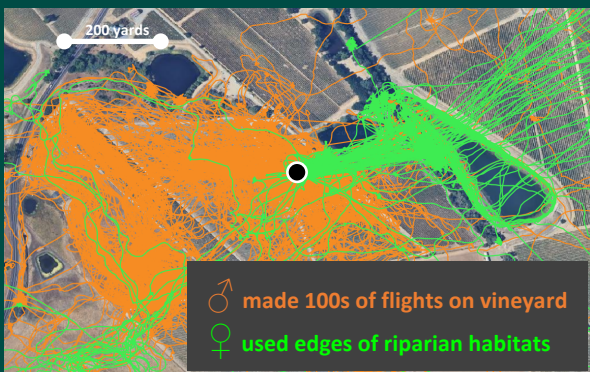 200 yards
♂ made 100s of flights on vineyard
♀ used edges of riparian habitats